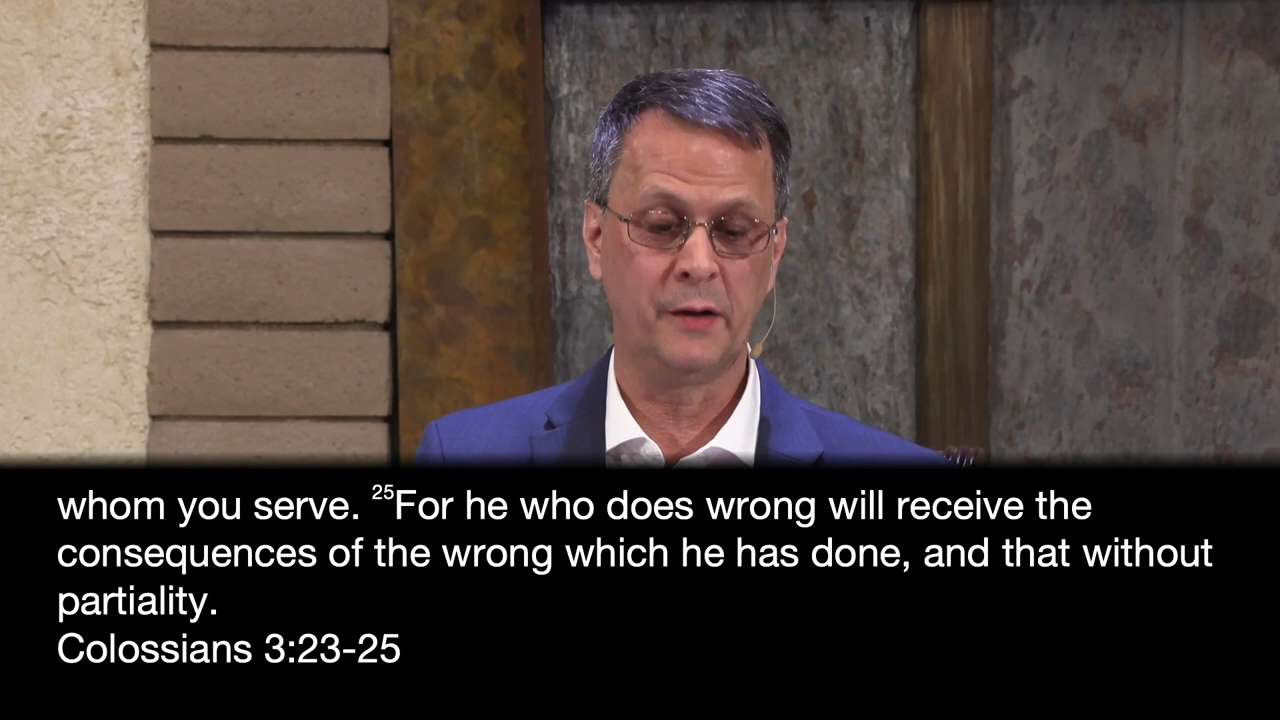 whom you serve. 25For he who does wrong will receive the
consequences of the wrong which he has done, and that without
partiality.
Colossians 3:23-25